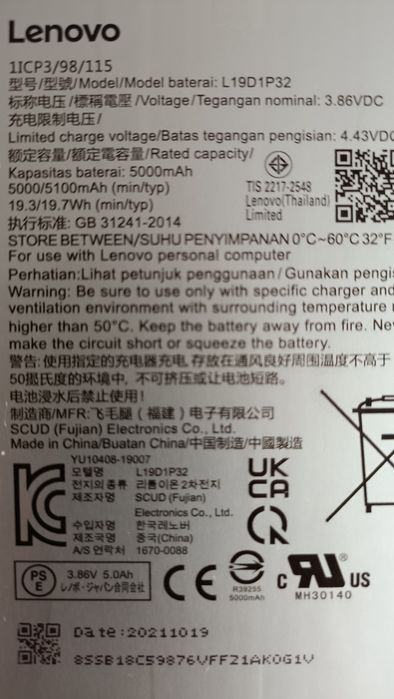 Lenovo
1ICP3/98/115
型号/型號/Model/Model baterai: L19D1P32
标称电压/標稱電壓/Voltage/Tegangan nominal: 3.86VDC
充电限制电压/
Limited charge voltage/Batas tegangan pengisian: 4.43VDC
额定容量/額定電容量/Rated capacity/
Kapasitas baterai: 5000mAh
5000/5100mAh (min/typ)
19.3/19.7Wh (min/typ)
TIS 2217-2548
Lenovo(Thailand)
Limited
执行标准: GB 31241-2014
STORE BETWEEN/SUHU PENYIMPANAN 0°C~60°C 32°F
For use with Lenovo personal computer
Perhatian:Lihat petunjuk penggunaan/Gunakan pengis
Warning: Be sure to use only with specific charger and
ventilation environment with surrounding temperature
higher than 50°C. Keep the battery away from fire. Ne
make the circuit short or squeeze the battery.
警告: 使用指定的充电器充电, 存放在通风良好周围温度不高于
50摄氏度的环境中, 不可挤压或让电池短路。
电池浸水后禁止使用!
制造商/MFR: 飞毛腿（福建）电子有限公司
SCUD (Fujian) Electronics Co., Ltd.
Made in China/Buatan China/中国制造/中國製造
YU10408-19007
모델명 L19D1P32
전지의종류 리튬이온2차전지
제조자명 SCUD (Fujian)
Electronics Co., Ltd.
수입자명 한국레노버
제조국명 중국(China)
A/S 연락처 1670-0088
UK
CA
PS
E
3.86V 5.0Ah
レノボ・ジャパン合同会社
CE
R39255
5000mAh
c RU US
MH30140
Date:20211019
8SSB18C59876VFF21AK0G1V